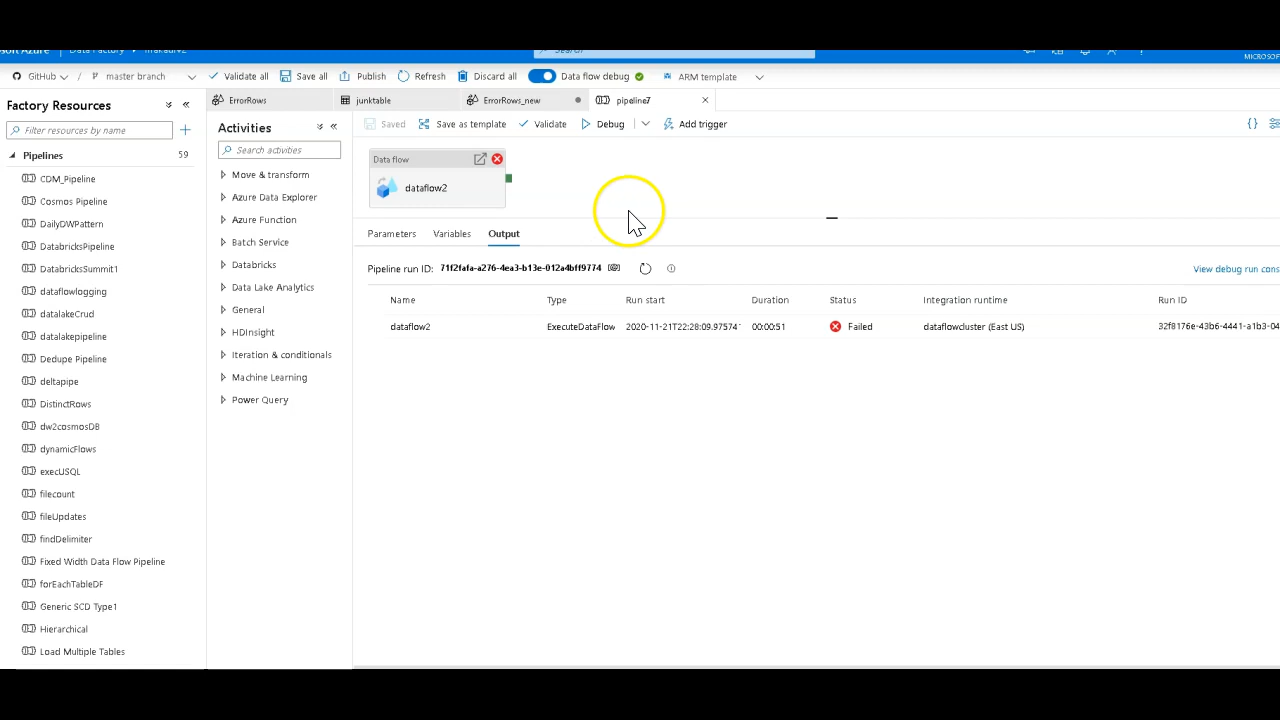 Data Factory
Search
MICROSOF
GitHub / master branch Validate all Save all Publish Refresh Discard all Data flow debug ARM template
Factory Resources
Filter resources by name
Pipelines 59
CDM_Pipeline
Cosmos Pipeline
DailyDWPattern
DatabricksPipeline
DatabricksSummit1
dataflowlogging
datalakeCrud
datalakepipeline
Dedupe Pipeline
deltapipe
DistinctRows
dw2cosmosDB
dynamicFlows
execUSQL
filecount
fileUpdates
findDelimiter
Fixed Width Data Flow Pipeline
forEachTableDF
Generic SCD Type1
Hierarchical
Load Multiple Tables
ErrorRows junktable ErrorRows_new pipeline7
Activities
Search activities
Move & transform
Azure Data Explorer
Azure Function
Batch Service
Databricks
Data Lake Analytics
General
HDInsight
Iteration & conditionals
Machine Learning
Power Query
Saved Save as template Validate Debug Add trigger {}
Data flow
dataflow2
Parameters Variables Output
Pipeline run ID: 71f2fafa-a276-4ea3-b13e-012a4bff9774
View debug run cons
Name Type Run start Duration Status Integration runtime Run ID
dataflow2 ExecuteDataFlow 2020-11-21T22:28:09.97574 00:00:51 Failed dataflowcluster (East US) 32f8176e-43b6-4441-a1b3-04